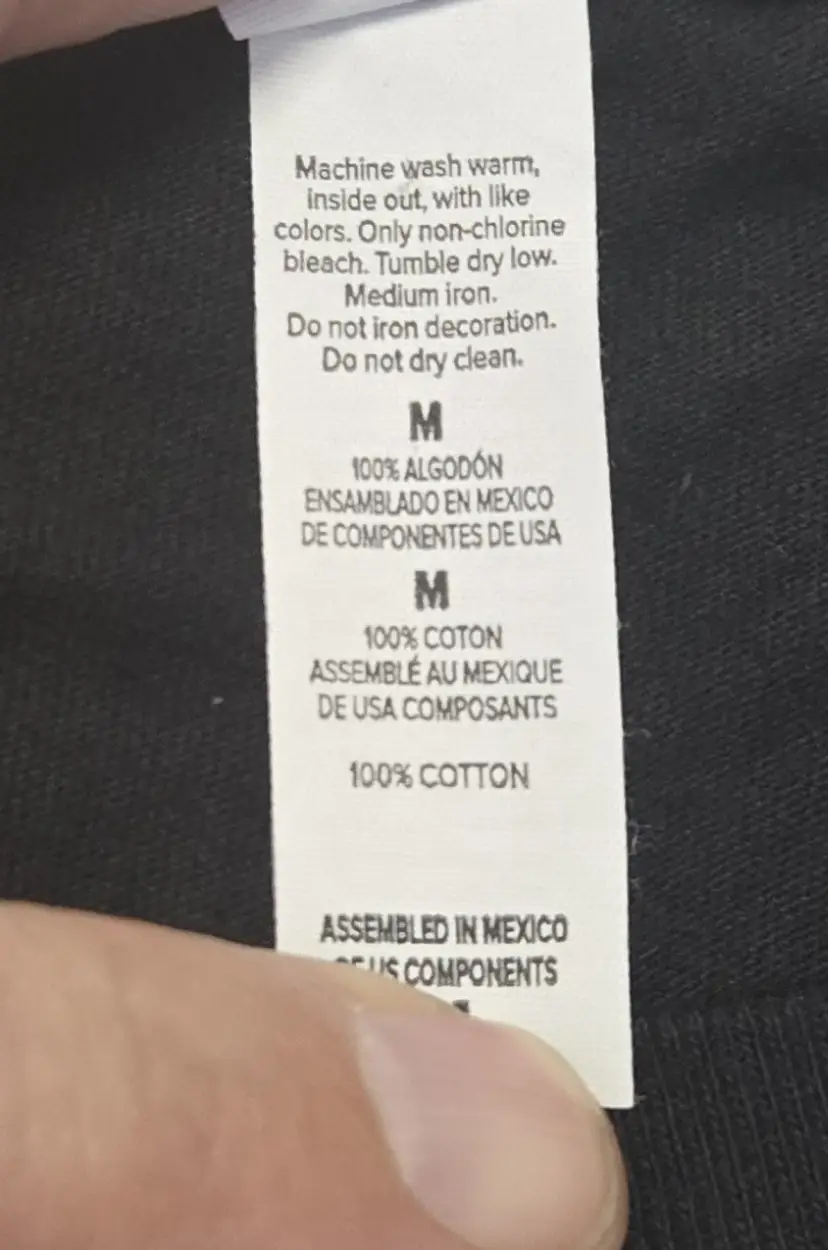 Machine wash warm,
inside out, with like
colors. Only non-chlorine
bleach. Tumble dry low.
Medium iron.
Do not iron decoration.
Do not dry clean.
M
100% ALGODÓN
ENSAMBLADO EN MEXICO
DE COMPONENTES DE USA
M
100% COTON
ASSEMBLÉ AU MEXIQUE
DE USA COMPOSANTS
100% COTTON
ASSEMBLED IN MEXICO
US COMPONENTS